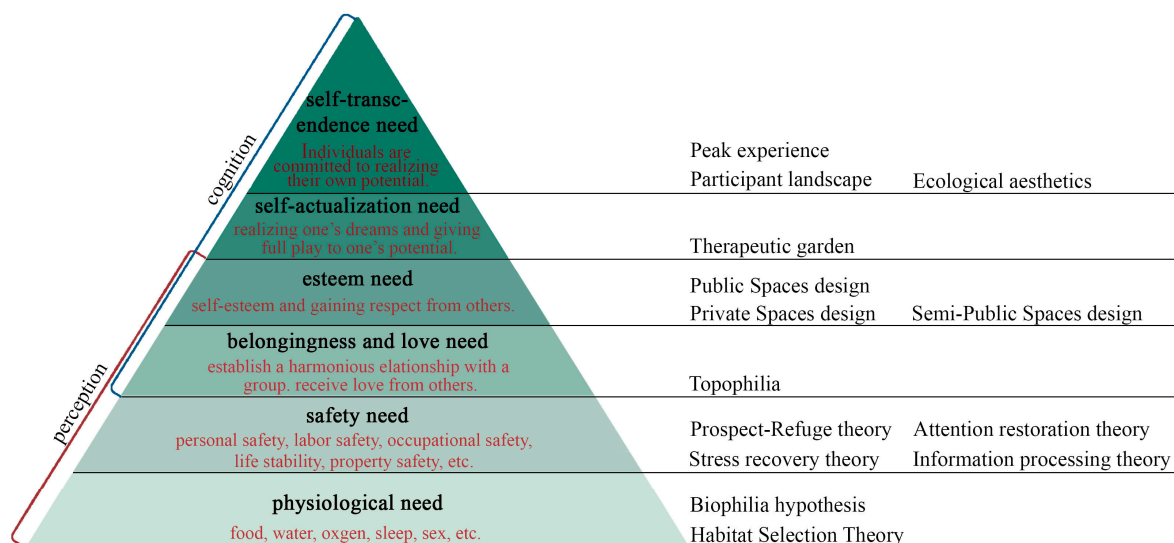 self-transc-
endence need
Individuals are
committed to realizing
their own potential.
Peak experience
Participant landscape Ecological aesthetics
self-actualization need
realizing one's dreams and giving
full play to one's potential.
Therapeutic garden
esteem need
self-esteem and gaining respect from others.
Public Spaces design
Private Spaces design Semi-Public Spaces design
belongingness and love need
establish a harmonious elationship with a
group. receive love from others.
Topophilia
safety need
personal safety, labor safety, occupational safety,
life stability, property safety, etc.
Prospect-Refuge theory Attention restoration theory
Stress recovery theory Information processing theory
physiological need
food, water, oxgen, sleep, sex, etc.
Biophilia hypothesis
Habitat Selection Theory
cognition
perception